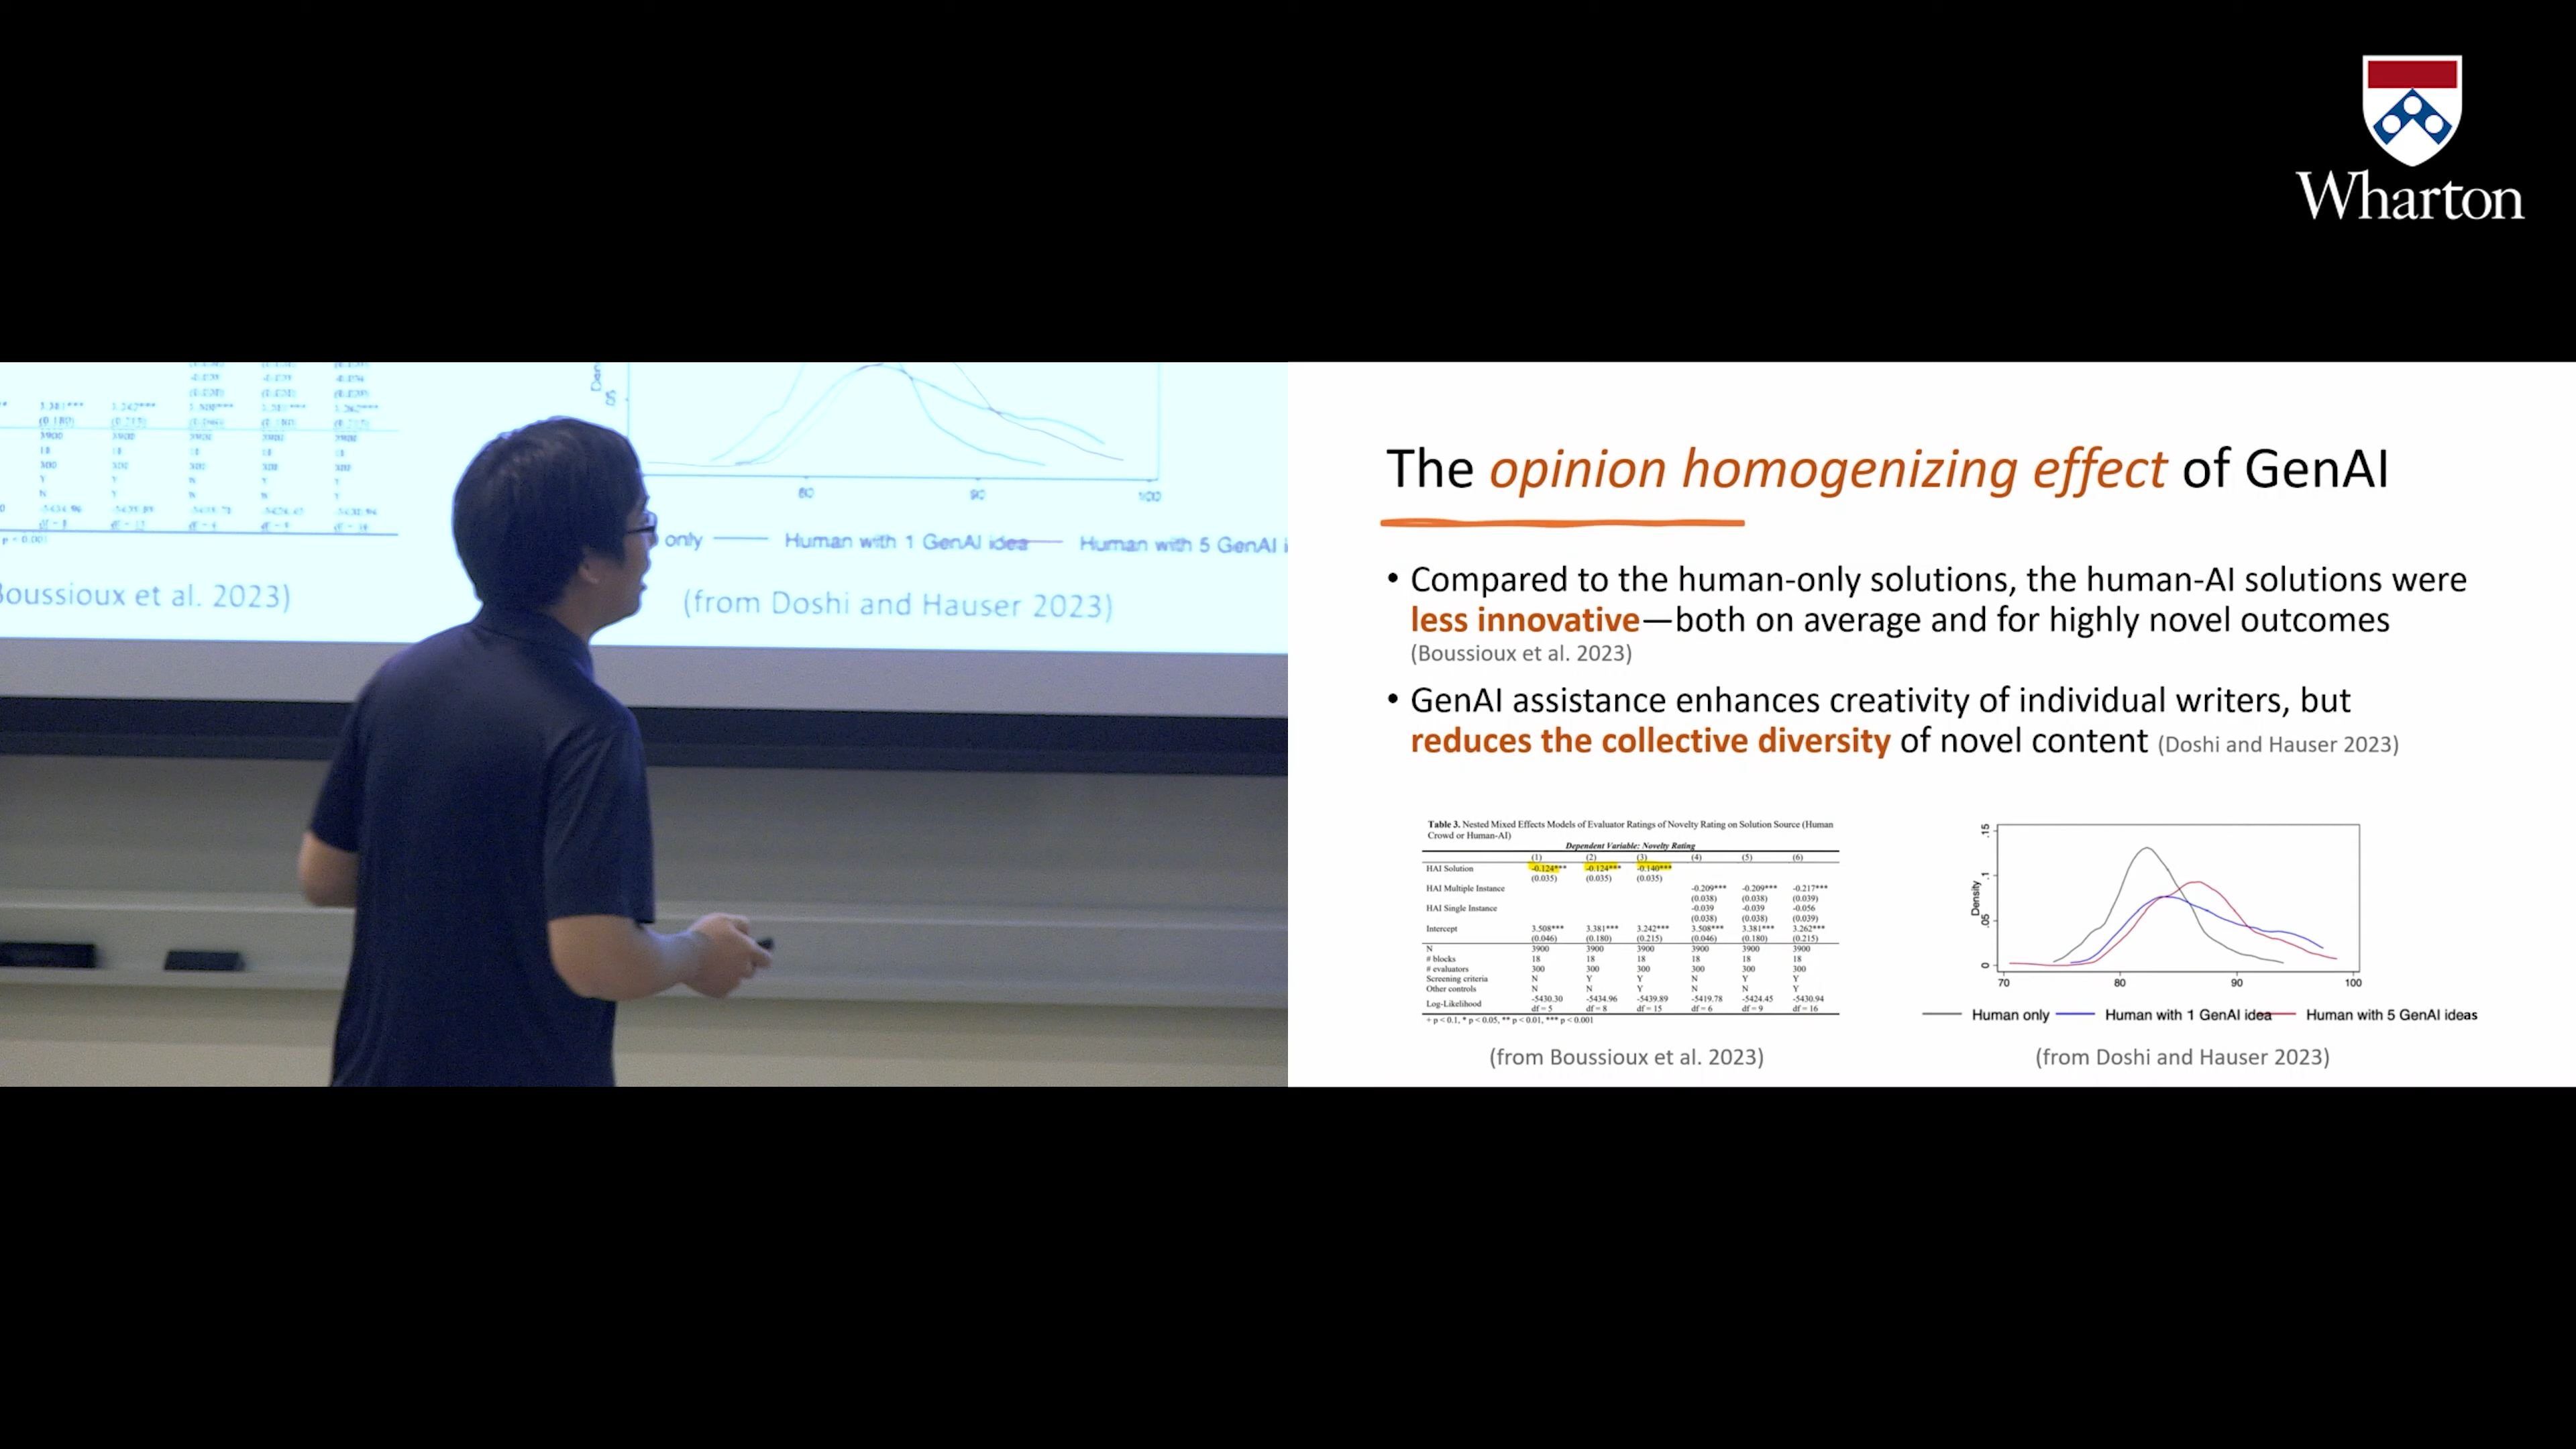 Wharton
The opinion homogenizing effect of GenAI
• Compared to the human-only solutions, the human-AI solutions were
less innovative—both on average and for highly novel outcomes
(Boussioux et al. 2023)
• GenAI assistance enhances creativity of individual writers, but
reduces the collective diversity of novel content (Doshi and Hauser 2023)
Table 3. Nested Mixed Effects Models of Evaluator Ratings of Novelty Rating on Solution Source (Human
Crowd or Human-AI)
Dependent Variable: Novelty Rating
(1) (2) (3) (4) (5) (6)
HAI Solution -0.124*** -0.124*** -0.140***
(0.035) (0.035) (0.035)
HAI Multiple Instance -0.209*** -0.209*** -0.217***
(0.038) (0.038) (0.039)
HAI Single Instance -0.039 -0.039 -0.056
(0.038) (0.038) (0.039)
Intercept 3.508*** 3.381*** 3.242*** 3.508*** 3.381*** 3.262***
(0.046) (0.180) (0.215) (0.046) (0.180) (0.215)
N 3900 3900 3900 3900 3900 3900
# blocks 18 18 18 18 18 18
# evaluators 300 300 300 300 300 300
Screening criteria N Y Y N Y Y
Other controls N N Y N N Y
Log-Likelihood -5430.30 -5434.96 -5439.89 -5419.78 -5424.45 -5430.94
df = 5 df = 8 df = 15 df = 6 df = 9 df = 16
+ p < 0.1, * p < 0.05, ** p < 0.01, *** p < 0.001
(from Boussioux et al. 2023)
Density
0 .05 .1 .15
70 80 90 100
Human only Human with 1 GenAI idea Human with 5 GenAI ideas
(from Doshi and Hauser 2023)
80 90 100
only Human with 1 GenAI idea Human with 5 GenAI i
oussioux et al. 2023)
(from Doshi and Hauser 2023)